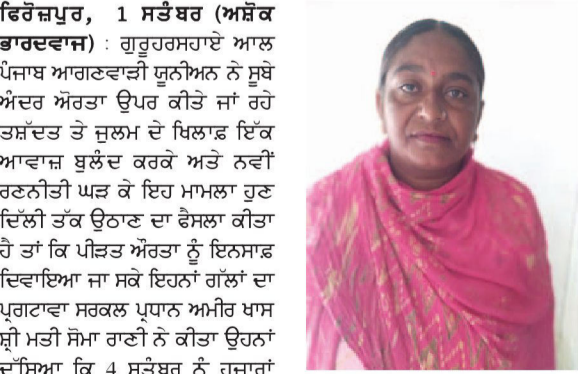 ਫਿਰੋਜ਼ਪੁਰ, 1 ਸਤੰਬਰ (ਅਸ਼ੋਕ
ਭਾਰਦਵਾਜ) : ਗੁਰੂਹਰਸਹਾਏ ਆਲ
ਪੰਜਾਬ ਆਗਣਵਾੜੀ ਯੂਨੀਅਨ ਨੇ ਸੂਬੇ
ਅੰਦਰ ਔਰਤਾ ਉਪਰ ਕੀਤੇ ਜਾਂ ਰਹੇ
ਤਸ਼ੱਦਤ ਤੇ ਜੁਲਮ ਦੇ ਖਿਲਾਫ਼ ਇੱਕ
ਆਵਾਜ਼ ਬੁਲੰਦ ਕਰਕੇ ਅਤੇ ਨਵੀਂ
ਰਣਨੀਤੀ ਘੜ ਕੇ ਇਹ ਮਾਮਲਾ ਹੁਣ
ਦਿੱਲੀ ਤੱਕ ਉਠਾਣ ਦਾ ਫੈਸਲਾ ਕੀਤਾ
ਹੈ ਤਾਂ ਕਿ ਪੀੜਤ ਔਰਤਾ ਨੂੰ ਇਨਸਾਫ਼
ਦਿਵਾਇਆ ਜਾ ਸਕੇ ਇਹਨਾਂ ਗੱਲਾਂ ਦਾ
ਪ੍ਰਗਟਾਵਾ ਸਰਕਲ ਪ੍ਰਧਾਨ ਅਮੀਰ ਖਾਸ
ਸ਼੍ਰੀ ਮਤੀ ਸੋਮਾ ਰਾਣੀ ਨੇ ਕੀਤਾ ਉਹਨਾਂ
ਦੱਸਿਆ ਕਿ 4 ਸਤੰਬਰ ਨੂੰ ਹਜ਼ਾਰਾਂ